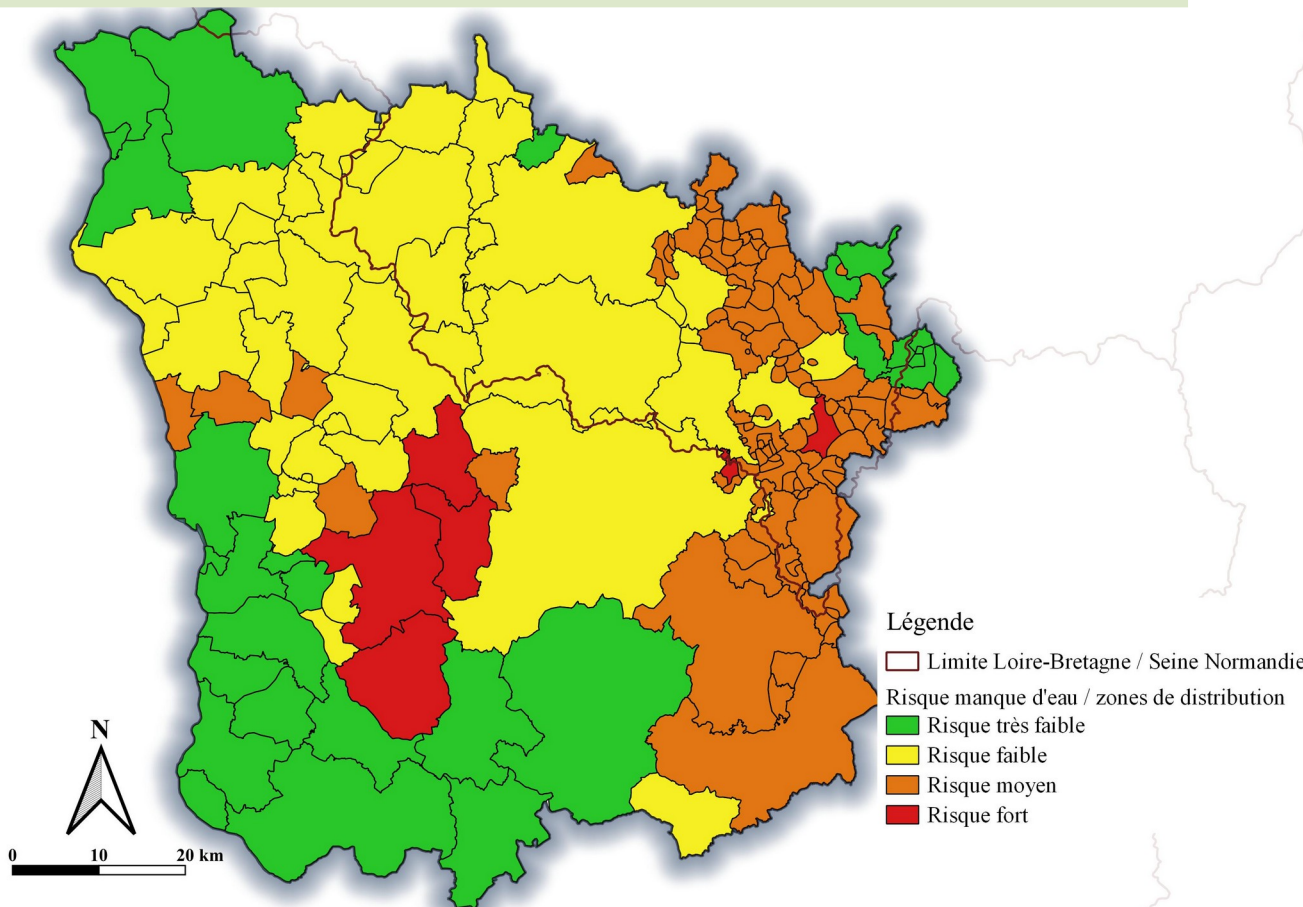 Légende
Limite Loire-Bretagne / Seine Normandie
Risque manque d'eau / zones de distribution
Risque très faible
Risque faible
Risque moyen
Risque fort
N
0 10 20 km